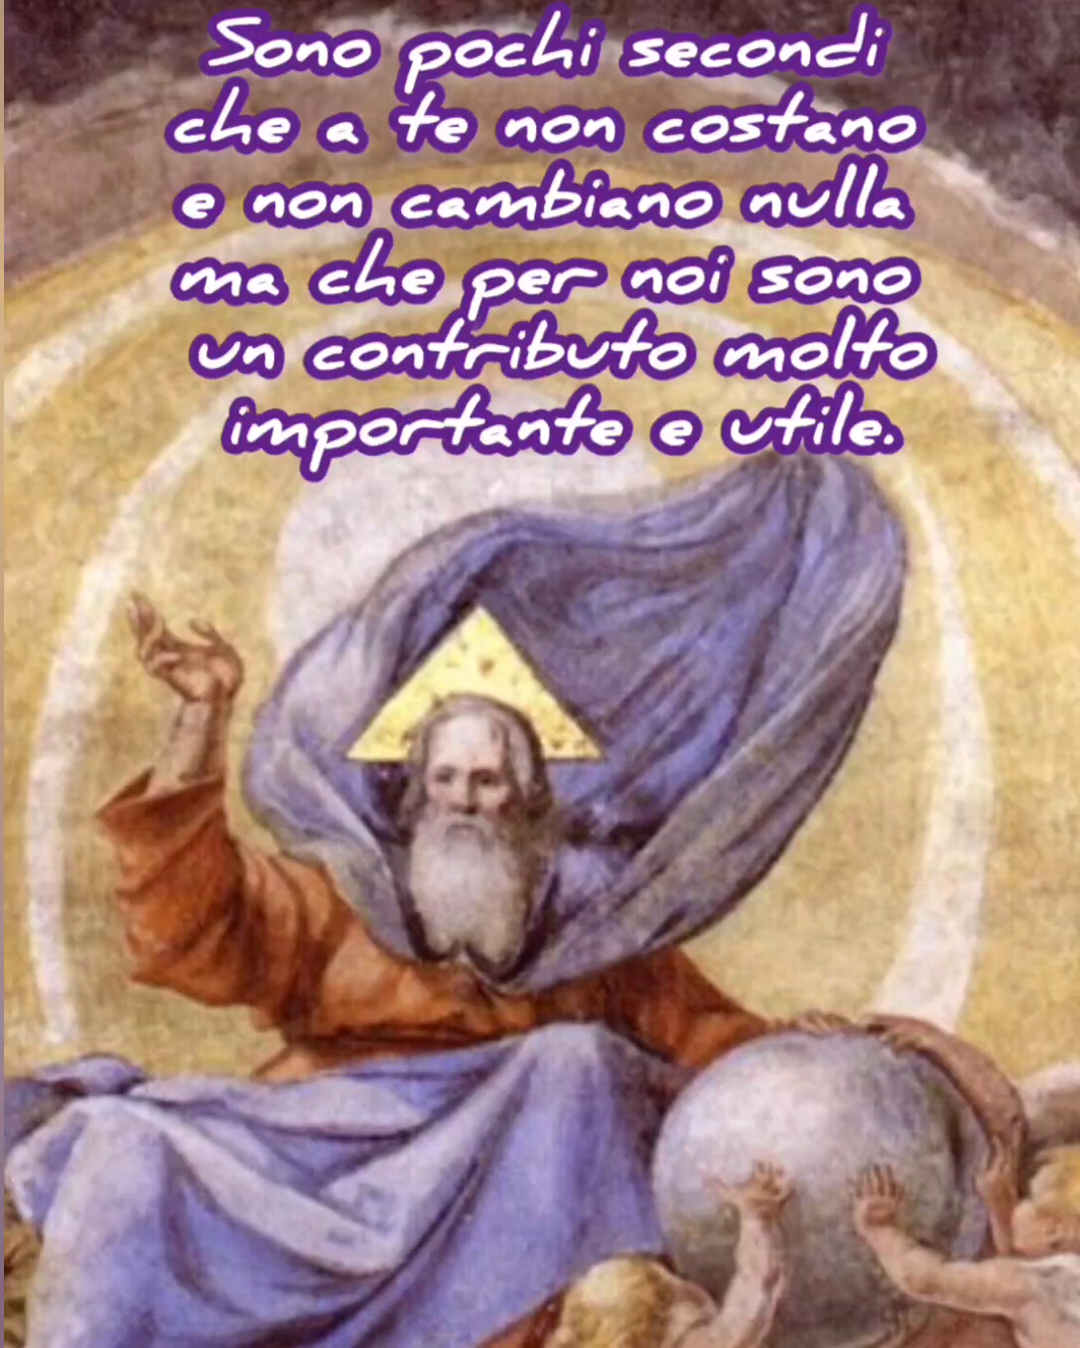 Sono pochi secondi
che a te non costano
e non cambiano nulla
ma che per noi sono
un contributo molto
importante e utile.